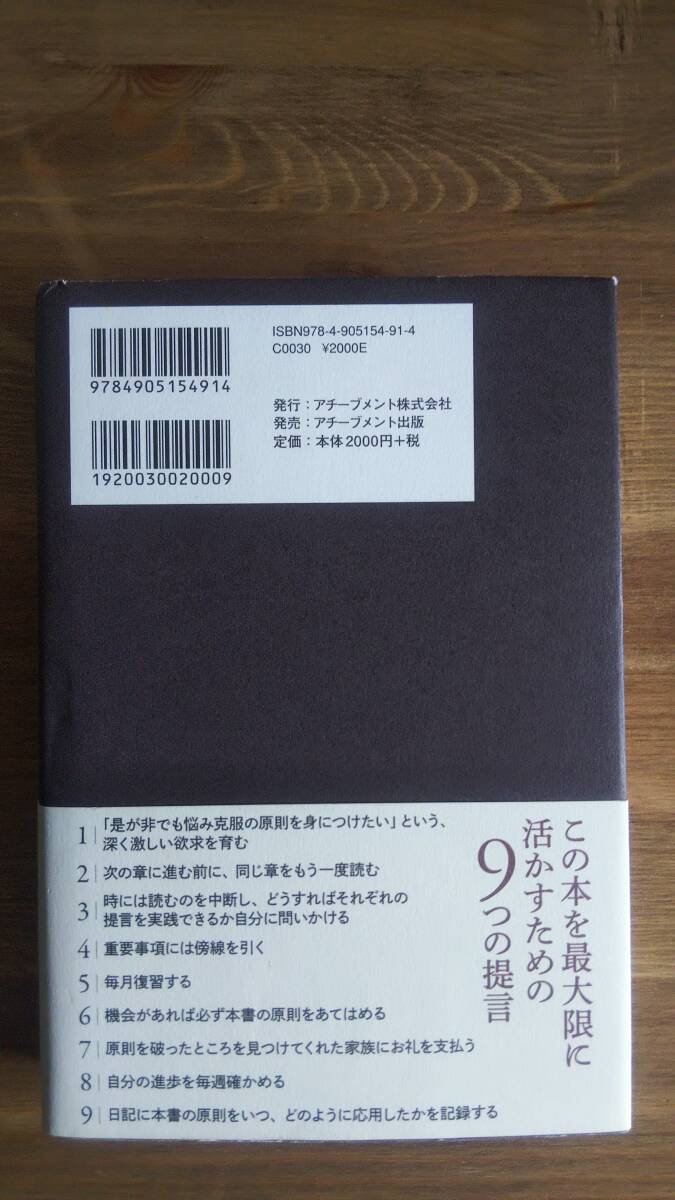 ISBN978-4-905154-91-4
C0030 ¥2000E
9784905154914
発行：アチーブメント株式会社
発売：アチーブメント出版
定価：本体2000円+税
1920030020009
この本を最大限に
活かすための
9つの提言
1 「是が非でも悩み克服の原則を身につけたい」という、
深く激しい欲求を育む
2 次の章に進む前に、同じ章をもう一度読む
3 時には読むのを中断し、どうすればそれぞれの
提言を実践できるか自分に問いかける
4 重要事項には傍線を引く
5 毎月復習する
6 機会があれば必ず本書の原則をあてはめる
7 原則を破ったところを見つけてくれた家族にお礼を支払う
8 自分の進歩を毎週確かめる
9 日記に本書の原則をいつ、どのように応用したかを記録する